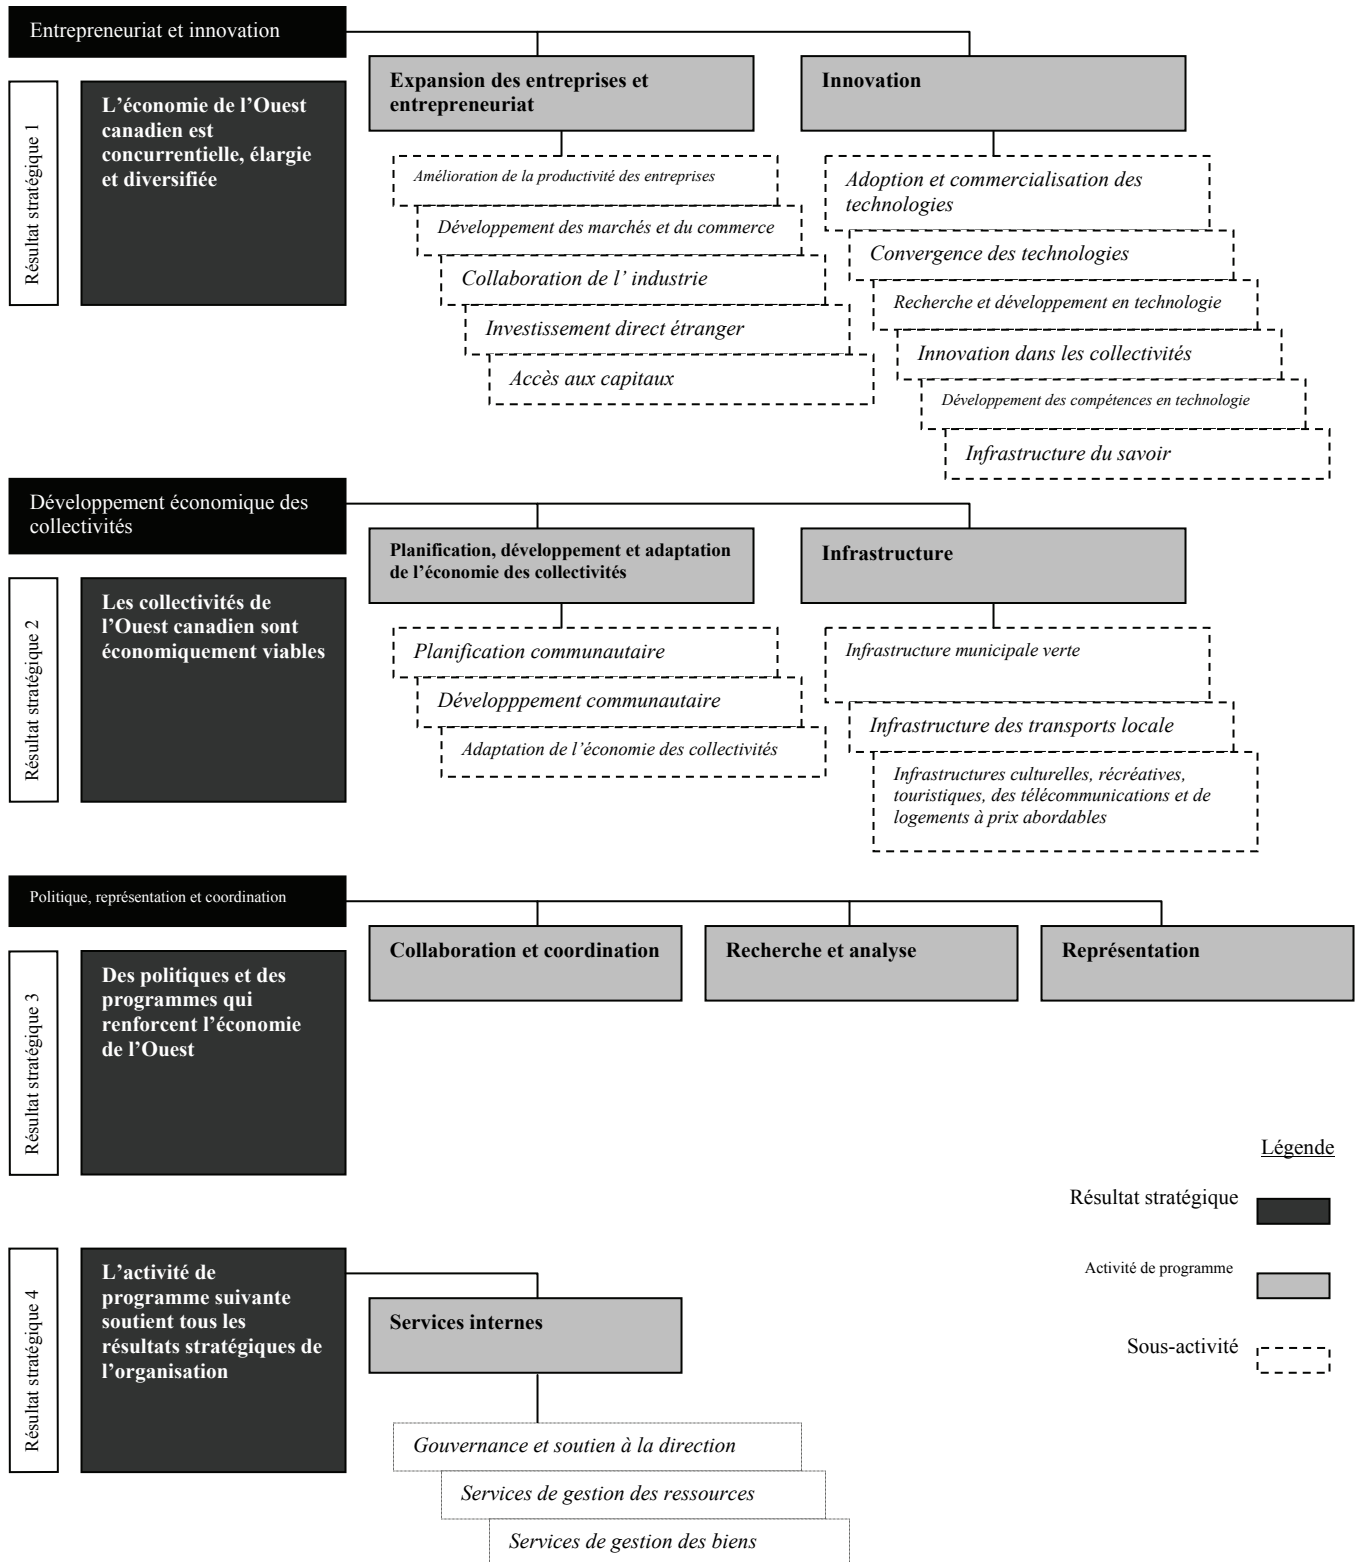 Entrepreneuriat et innovation
Résultat stratégique 1
L’économie de l’Ouest
canadien est
concurrentielle, élargie
et diversifiée
Expansion des entreprises et
entrepreneuriat
Amélioration de la productivité des entreprises
Développement des marchés et du commerce
Collaboration de l’ industrie
Investissement direct étranger
Accès aux capitaux
Innovation
Adoption et commercialisation des
technologies
Convergence des technologies
Recherche et développement en technologie
Innovation dans les collectivités
Développement des compétences en technologie
Infrastructure du savoir
Développement économique des
collectivités
Résultat stratégique 2
Les collectivités de
l’Ouest canadien sont
économiquement viables
Planification, développement et adaptation
de l’économie des collectivités
Planification communautaire
Développpement communautaire
Adaptation de l’économie des collectivités
Infrastructure
Infrastructure municipale verte
Infrastructure des transports locale
Infrastructures culturelles, récréatives,
touristiques, des télécommunications et de
logements à prix abordables
Politique, représentation et coordination
Résultat stratégique 3
Des politiques et des
programmes qui
renforcent l’économie
de l’Ouest
Collaboration et coordination
Recherche et analyse
Représentation
Résultat stratégique 4
L’activité de
programme suivante
soutient tous les
résultats stratégiques de
l’organisation
Services internes
Gouvernance et soutien à la direction
Services de gestion des ressources
Services de gestion des biens
Légende
Résultat stratégique
Activité de programme
Sous-activité